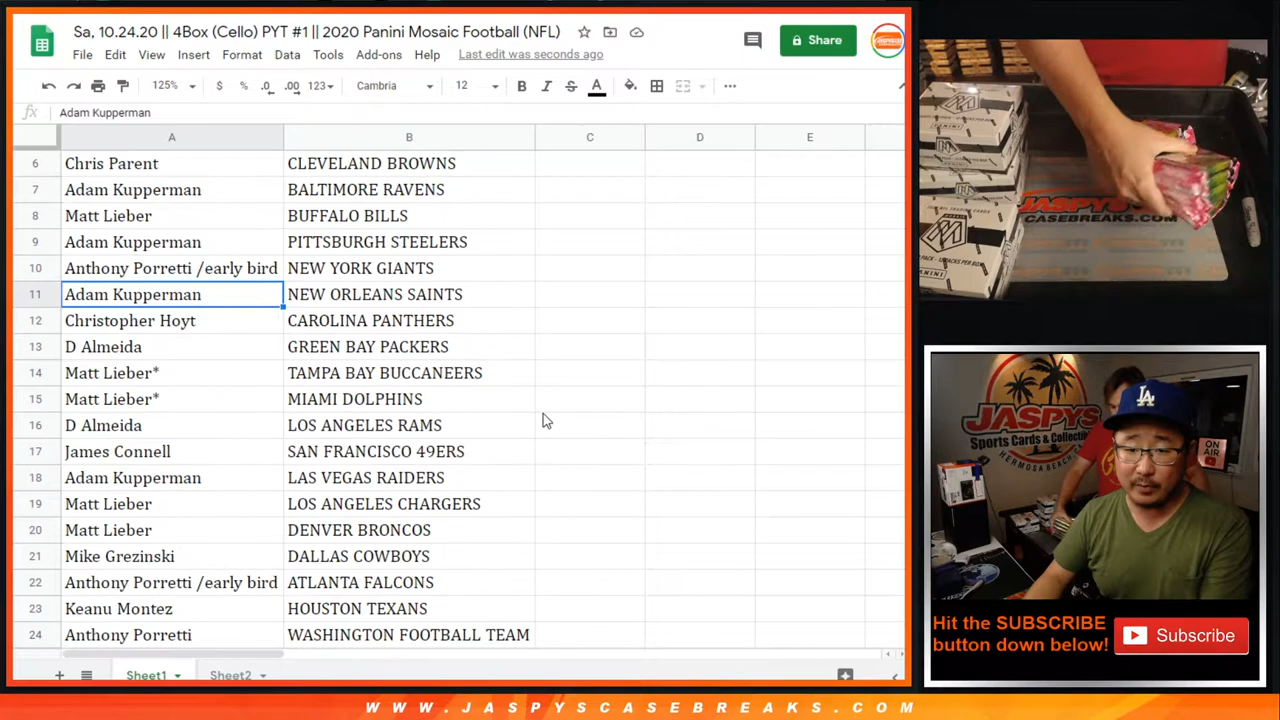 Sa, 10.24.20 || 4Box (Cello) PYT #1 || 2020 Panini Mosaic Football (NFL)
Share
File Edit View Insert Format Data Tools Add-ons Help Last edit was seconds ago
125% $ % .0 .00 123 Cambria 12 B I S A
fx Adam Kupperman
A B C D E
6 Chris Parent CLEVELAND BROWNS
7 Adam Kupperman BALTIMORE RAVENS
8 Matt Lieber BUFFALO BILLS
9 Adam Kupperman PITTSBURGH STEELERS
10 Anthony Porretti /early bird NEW YORK GIANTS
11 Adam Kupperman NEW ORLEANS SAINTS
12 Christopher Hoyt CAROLINA PANTHERS
13 D Almeida GREEN BAY PACKERS
14 Matt Lieber* TAMPA BAY BUCCANEERS
15 Matt Lieber* MIAMI DOLPHINS
16 D Almeida LOS ANGELES RAMS
17 James Connell SAN FRANCISCO 49ERS
18 Adam Kupperman LAS VEGAS RAIDERS
19 Matt Lieber LOS ANGELES CHARGERS
20 Matt Lieber DENVER BRONCOS
21 Mike Grezinski DALLAS COWBOYS
22 Anthony Porretti /early bird ATLANTA FALCONS
23 Keanu Montez HOUSTON TEXANS
24 Anthony Porretti WASHINGTON FOOTBALL TEAM
Sheet1 Sheet2
PANINI
MOSAIC
JASPYS
CASEBREAKS.COM
JASPYS
Sports Cards & Collectibles
HERMOSA BEACH
LA
ON AIR
Hit the SUBSCRIBE
button down below!
Subscribe
WWW.JASPYSCASEBREAKS.COM